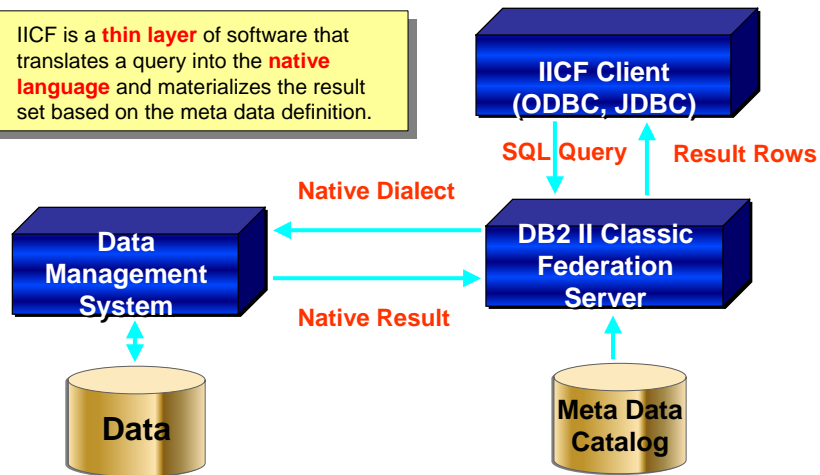 IICF is a thin layer of software that
translates a query into the native
language and materializes the result
set based on the meta data definition.
IICF Client
(ODBC, JDBC)
SQL Query
Result Rows
Native Dialect
Data
Management
System
DB2 II Classic
Federation
Server
Native Result
Data
Meta Data
Catalog